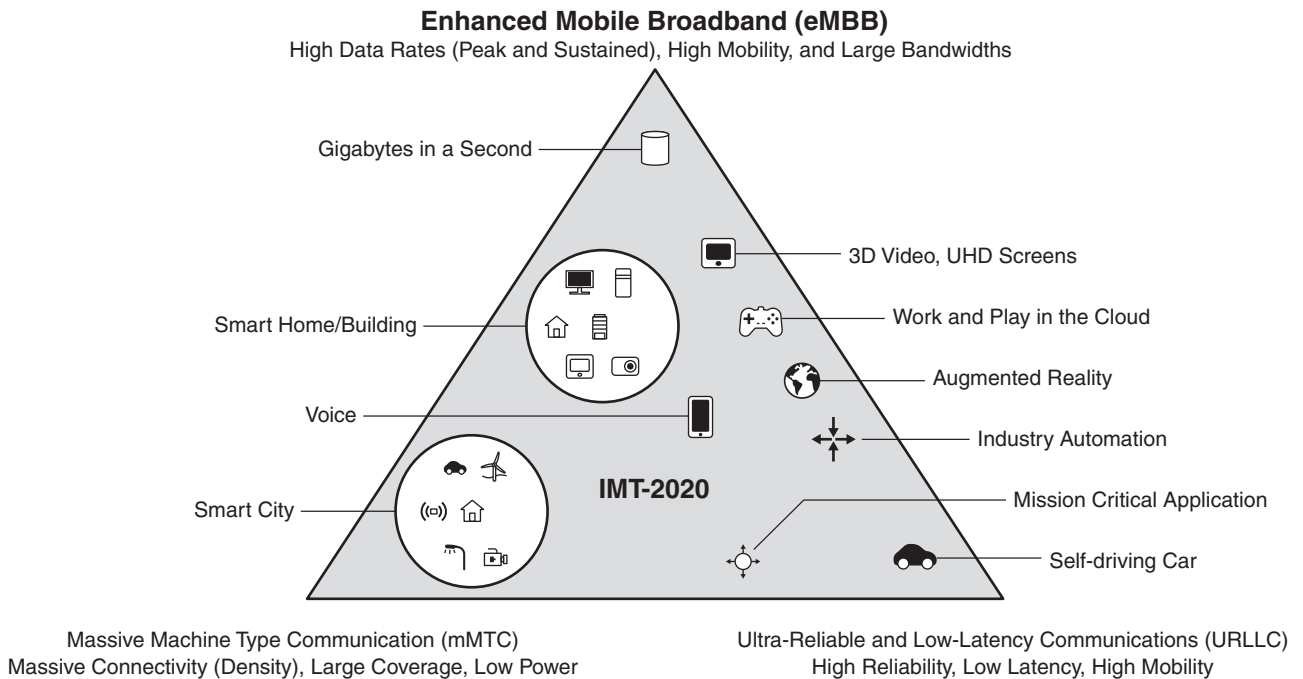 Enhanced Mobile Broadband (eMBB)
High Data Rates (Peak and Sustained), High Mobility, and Large Bandwidths
Gigabytes in a Second
3D Video, UHD Screens
Smart Home/Building
Work and Play in the Cloud
Augmented Reality
Voice
Industry Automation
IMT-2020
Mission Critical Application
Smart City
Self-driving Car
Massive Machine Type Communication (mMTC)
Massive Connectivity (Density), Large Coverage, Low Power
Ultra-Reliable and Low-Latency Communications (URLLC)
High Reliability, Low Latency, High Mobility